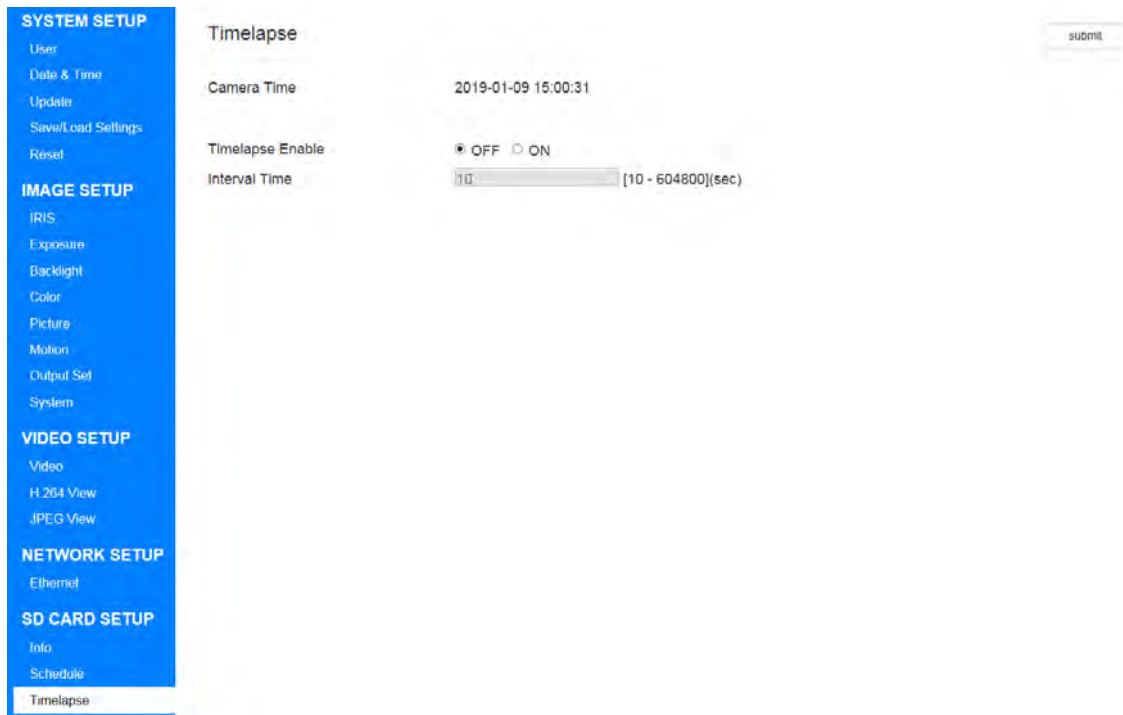 SYSTEM SETUP
User
Date & Time
Update
Save/Load Settings
Reset
IMAGE SETUP
IRIS
Exposure
Backlight
Color
Picture
Motion
Output Set
System
VIDEO SETUP
Video
H.264 View
JPEG View
NETWORK SETUP
Ethernet
SD CARD SETUP
Info
Schedule
Timelapse
Timelapse
submit
Camera Time 2019-01-09 15:00:31
Timelapse Enable OFF ON
Interval Time 10 [10 - 604800](sec)